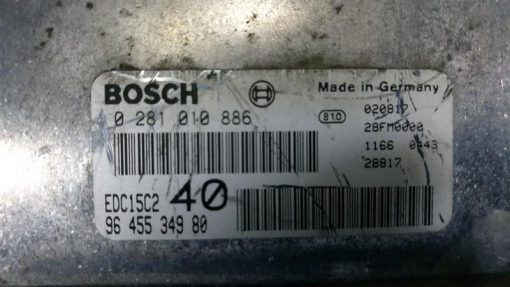 BOSCH
Made in Germany
0 281 010 886
810
020817
28FM0000
1166 0443
28817
EDC15C2 40
96 455 349 80